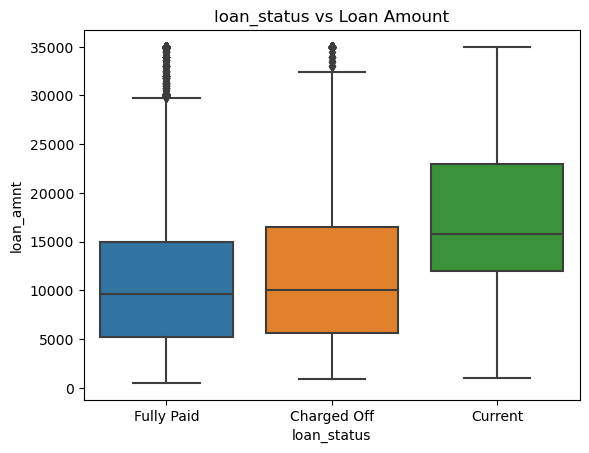 loan_status vs Loan Amount
35000
30000
25000
20000
15000
10000
5000
0
loan_amnt
Fully Paid Charged Off Current
loan_status